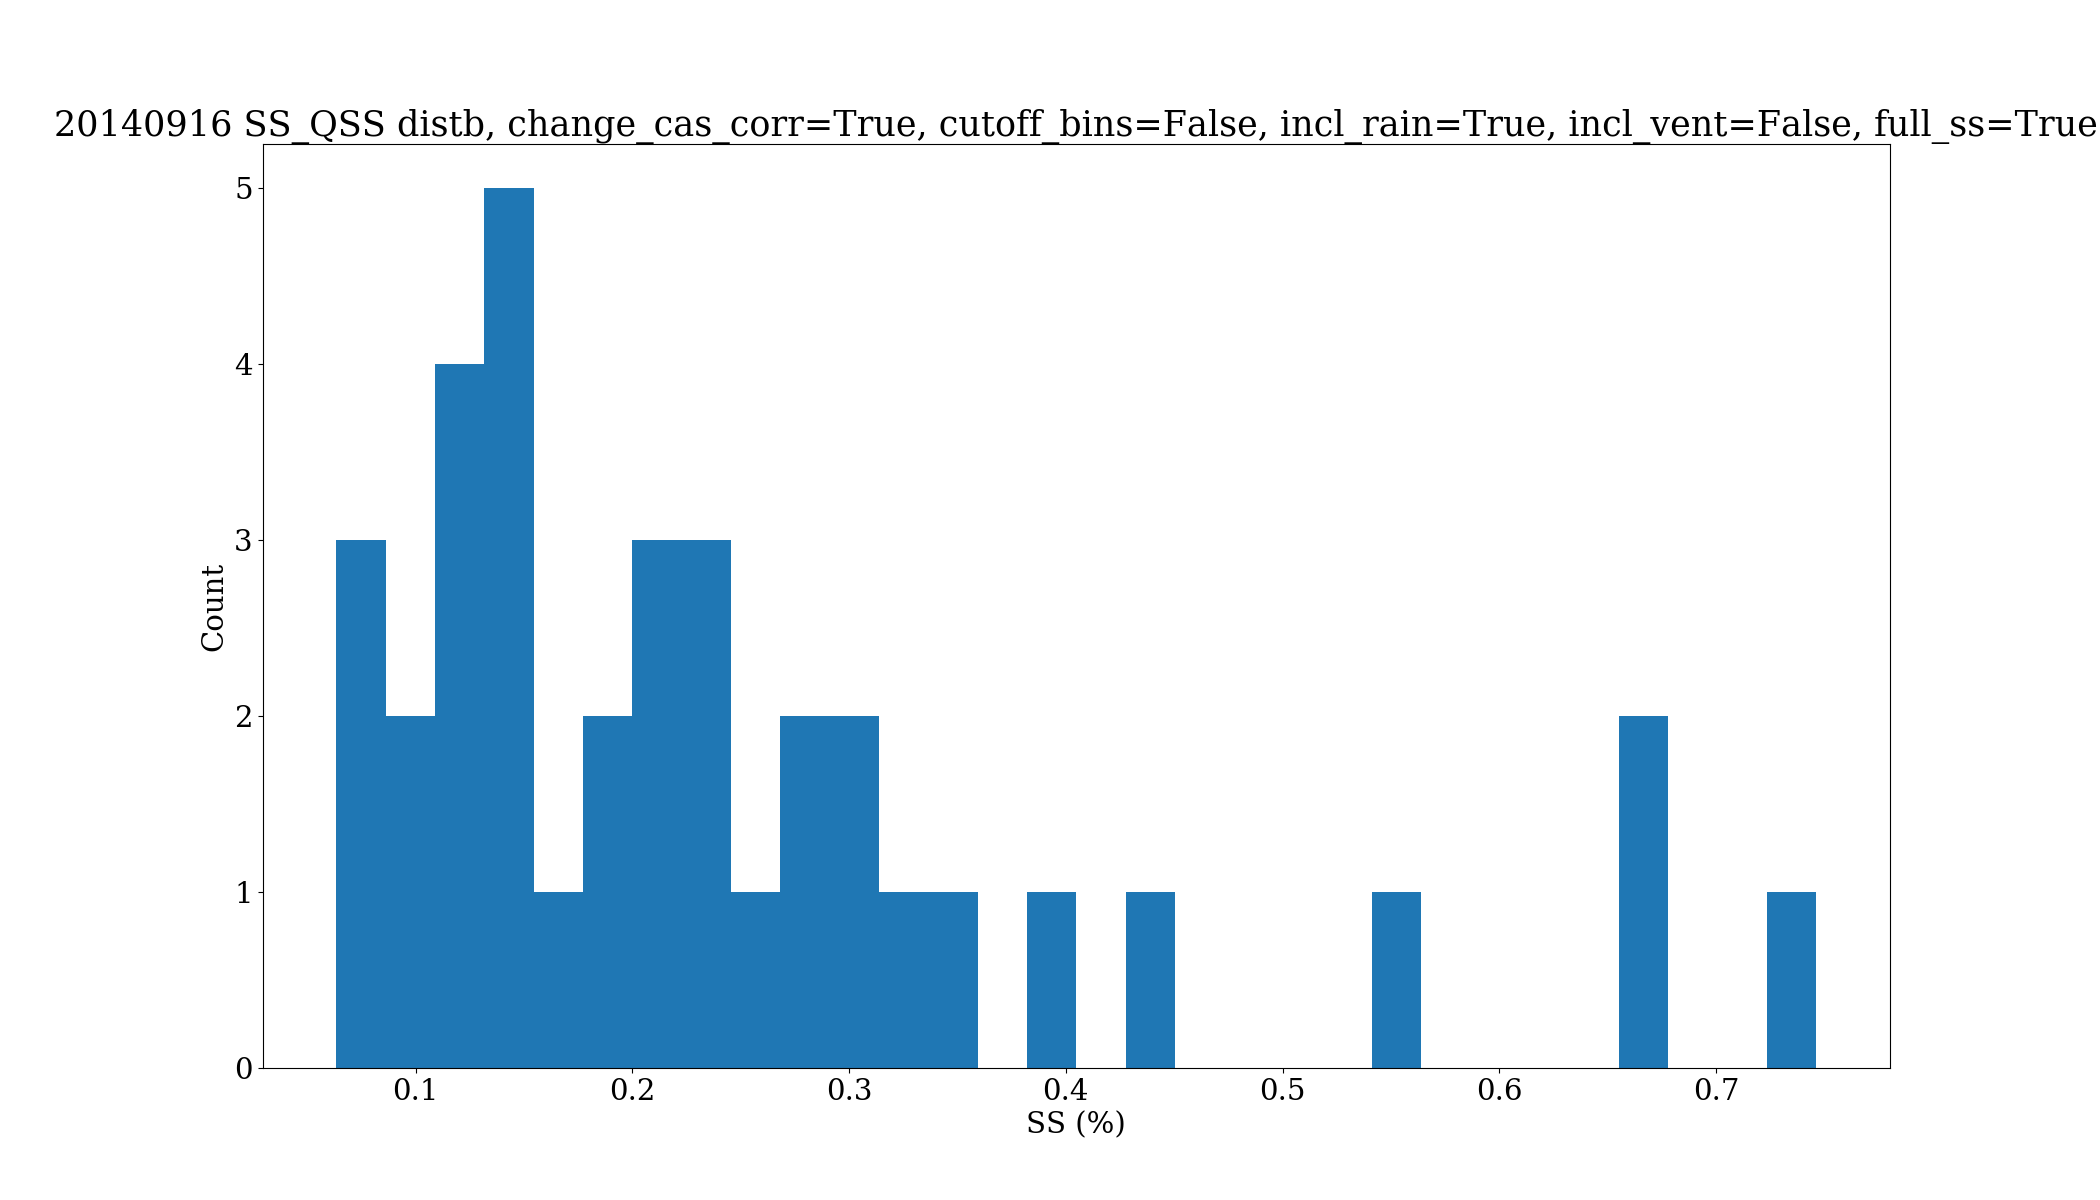 20140916 SS_QSS distb, change_cas_corr=True, cutoff_bins=False, incl_rain=True, incl_vent=False, full_ss=True
5
4
3
2
1
0
Count
0.1 0.2 0.3 0.4 0.5 0.6 0.7
SS (%)